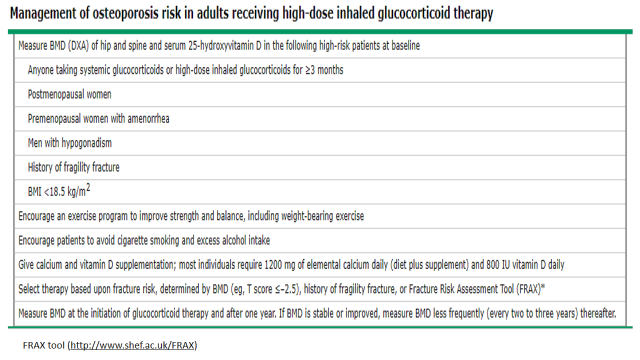 Management of osteoporosis risk in adults receiving high-dose inhaled glucocorticoid therapy
Measure BMD (DXA) of hip and spine and serum 25-hydroxyvitamin D in the following high-risk patients at baseline
Anyone taking systemic glucocorticoids or high-dose inhaled glucocorticoids for ≥3 months
Postmenopausal women
Premenopausal women with amenorrhea
Men with hypogonadism
History of fragility fracture
BMI <18.5 kg/m²
Encourage an exercise program to improve strength and balance, including weight-bearing exercise
Encourage patients to avoid cigarette smoking and excess alcohol intake
Give calcium and vitamin D supplementation; most individuals require 1200 mg of elemental calcium daily (diet plus supplement) and 800 IU vitamin D daily
Select therapy based upon fracture risk, determined by BMD (eg, T score ≤–2.5), history of fragility fracture, or Fracture Risk Assessment Tool (FRAX)*
Measure BMD at the initiation of glucocorticoid therapy and after one year. If BMD is stable or improved, measure BMD less frequently (every two to three years) thereafter.
FRAX tool (http://www.shef.ac.uk/FRAX)